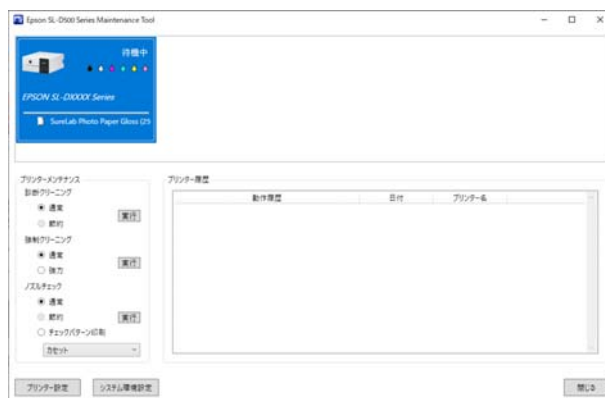 Epson SL-D500 Series Maintenance Tool
待機中
EPSON SL-DXXXX Series
SureLab Photo Paper Gloss (25
プリンターメンテナンス
診断クリーニング
通常
節約
実行
強制クリーニング
通常
強力
実行
ノズルチェック
通常
節約
実行
チェックパターン印刷
カセット
プリンター履歴
動作履歴 日付 プリンター名
プリンター設定 システム環境設定 閉じる